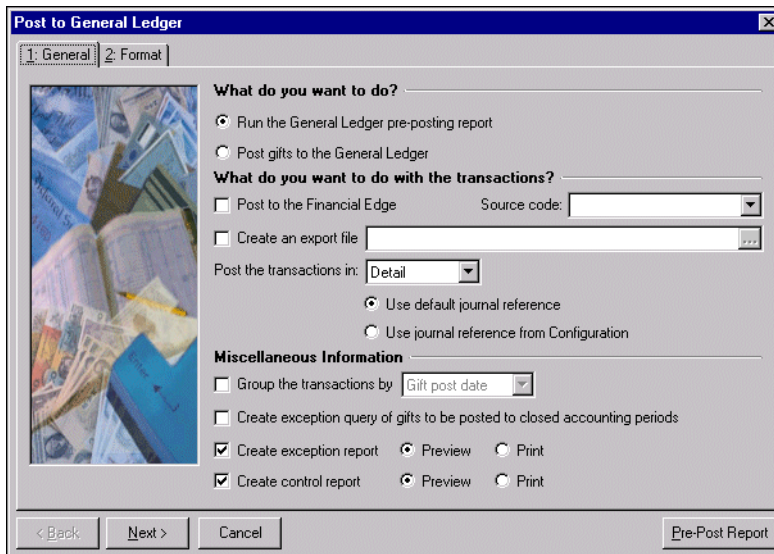 Post to General Ledger
1: General 2: Format
What do you want to do?
Run the General Ledger pre-posting report
Post gifts to the General Ledger
What do you want to do with the transactions?
Post to the Financial Edge Source code:
Create an export file ...
Post the transactions in: Detail
Use default journal reference
Use journal reference from Configuration
Miscellaneous Information
Group the transactions by Gift post date
Create exception query of gifts to be posted to closed accounting periods
Create exception report Preview Print
Create control report Preview Print
Enter
< Back Next > Cancel Pre-Post Report